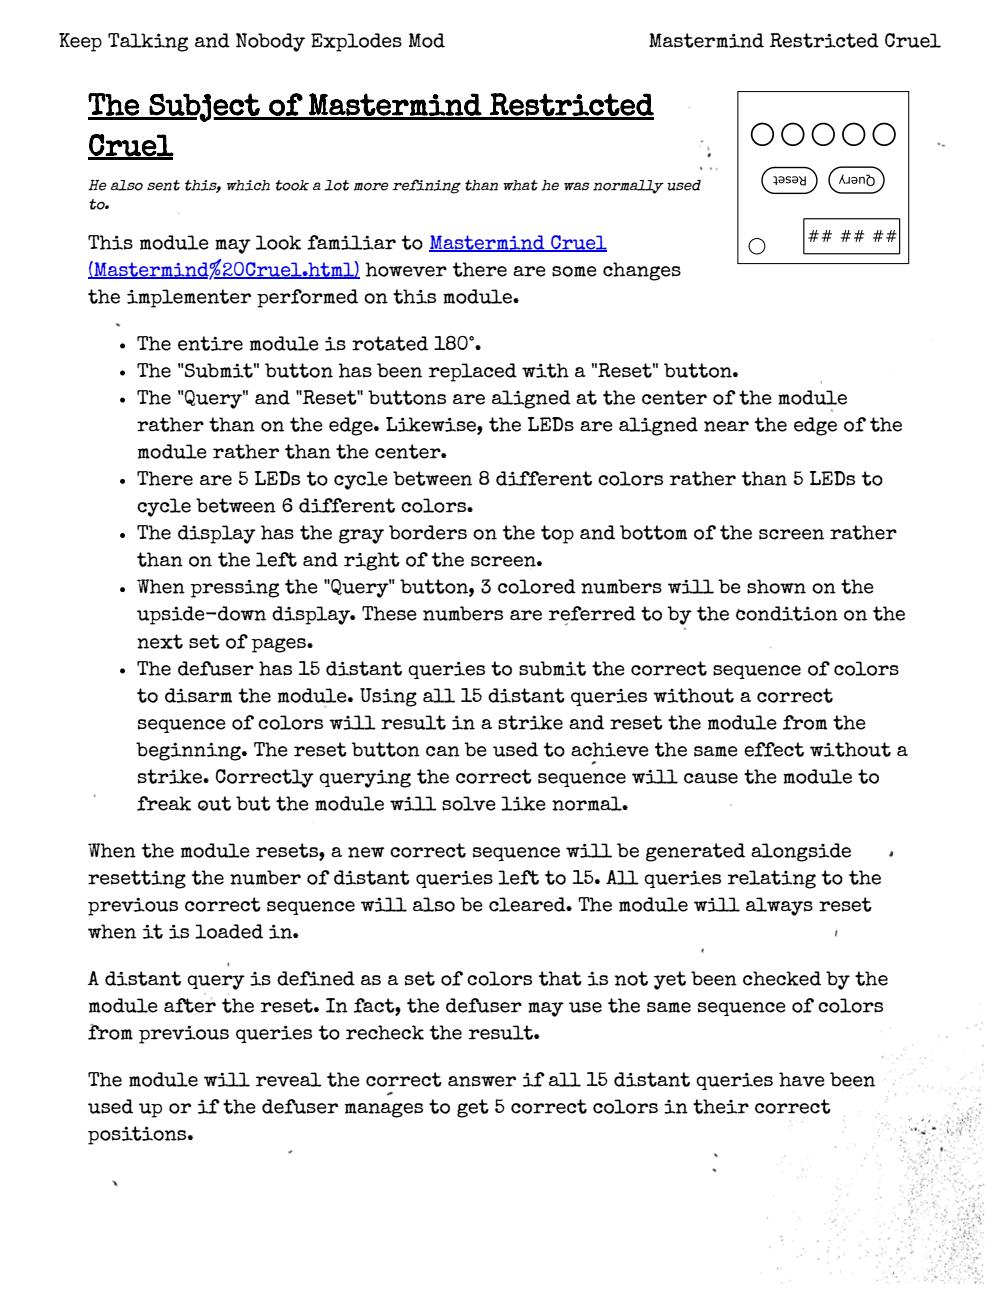 Keep Talking and Nobody Explodes Mod
Mastermind Restricted Cruel
The Subject of Mastermind Restricted
Cruel
He also sent this, which took a lot more refining than what he was normally used
to.
Reset
Query
## ## ##
This module may look familiar to Mastermind Cruel
(Mastermind%20Cruel.html) however there are some changes
the implementer performed on this module.
• The entire module is rotated 180°.
• The "Submit" button has been replaced with a "Reset" button.
• The "Query" and "Reset" buttons are aligned at the center of the module
rather than on the edge. Likewise, the LEDs are aligned near the edge of the
module rather than the center.
• There are 5 LEDs to cycle between 8 different colors rather than 5 LEDs to
cycle between 6 different colors.
• The display has the gray borders on the top and bottom of the screen rather
than on the left and right of the screen.
• When pressing the "Query" button, 3 colored numbers will be shown on the
upside-down display. These numbers are referred to by the condition on the
next set of pages.
• The defuser has 15 distant queries to submit the correct sequence of colors
to disarm the module. Using all 15 distant queries without a correct
sequence of colors will result in a strike and reset the module from the
beginning. The reset button can be used to achieve the same effect without a
strike. Correctly querying the correct sequence will cause the module to
freak out but the module will solve like normal.
When the module resets, a new correct sequence will be generated alongside
resetting the number of distant queries left to 15. All queries relating to the
previous correct sequence will also be cleared. The module will always reset
when it is loaded in.
A distant query is defined as a set of colors that is not yet been checked by the
module after the reset. In fact, the defuser may use the same sequence of colors
from previous queries to recheck the result.
The module will reveal the correct answer if all 15 distant queries have been
used up or if the defuser manages to get 5 correct colors in their correct
positions.